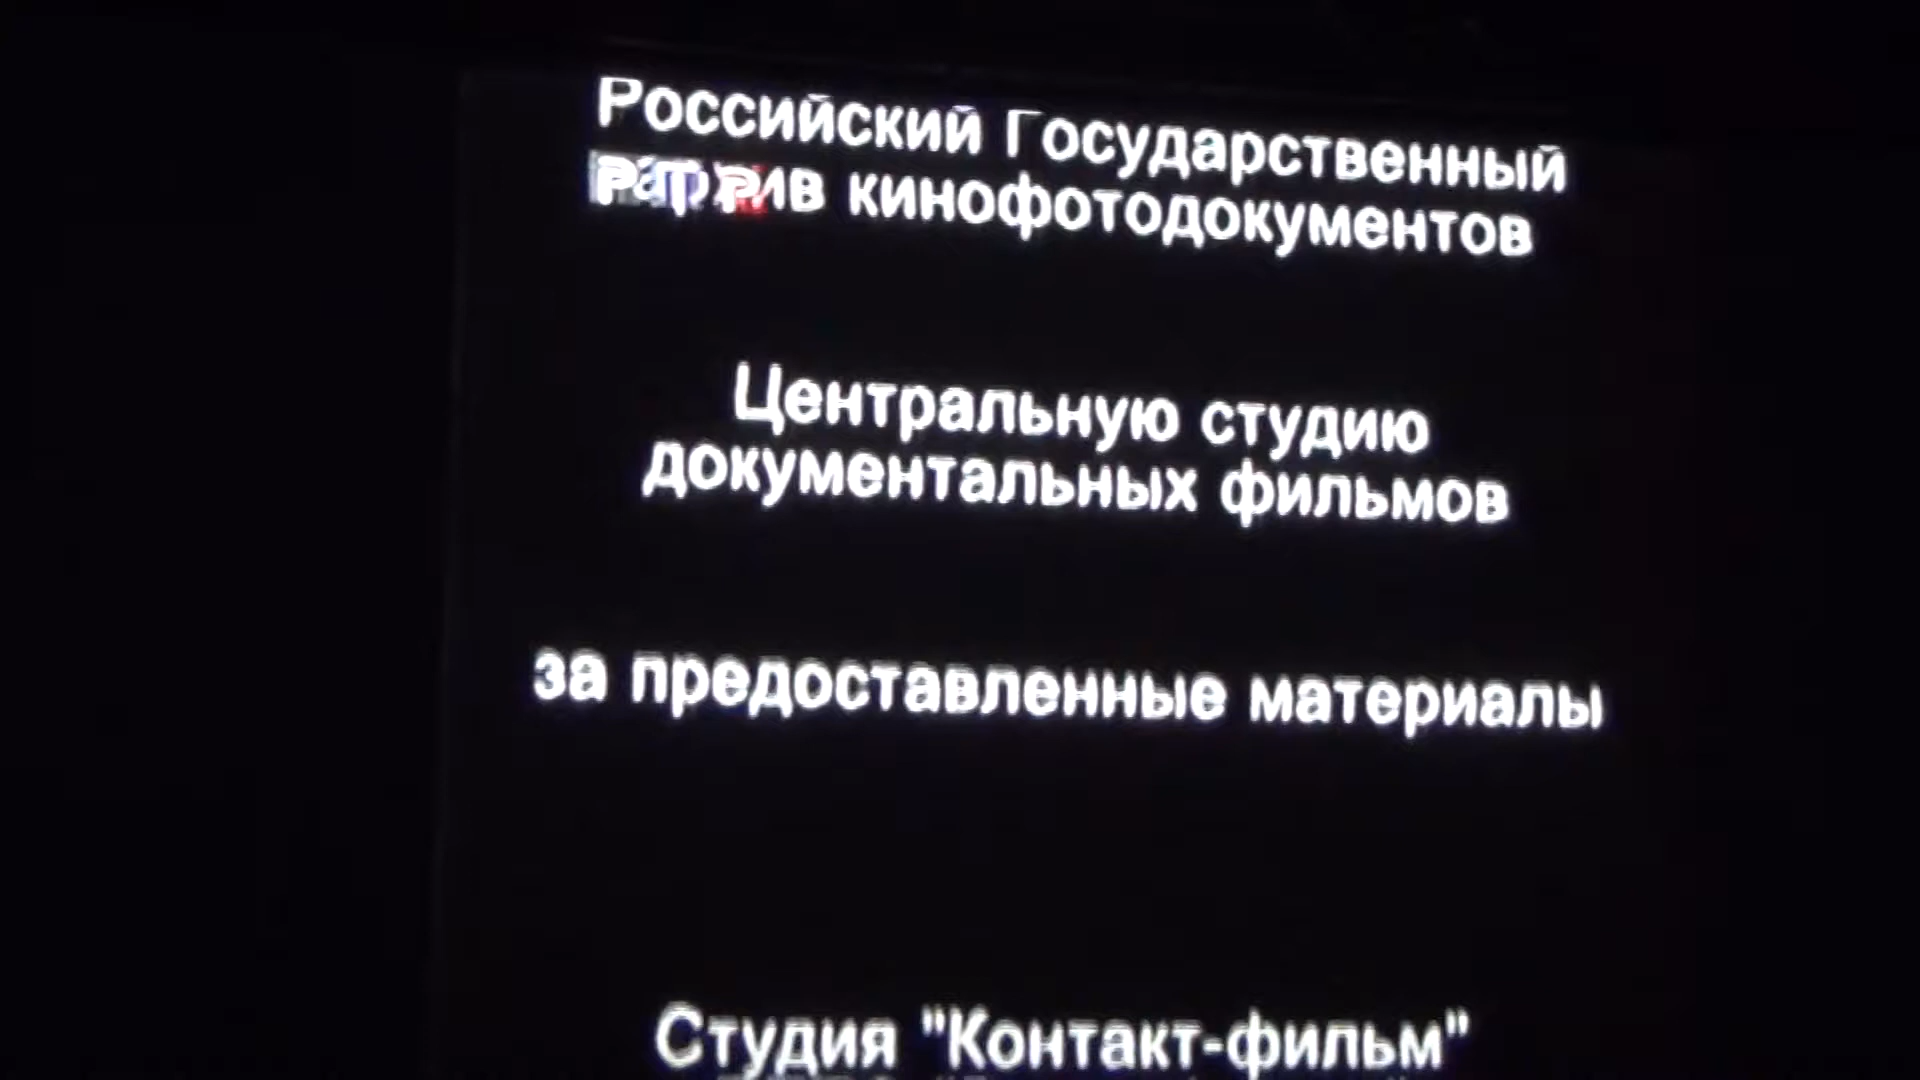 Российский Государственный
кинофотодокументов
Центральную студию
документальных фильмов
за предоставленные материалы
Студия "Контакт-фильм"